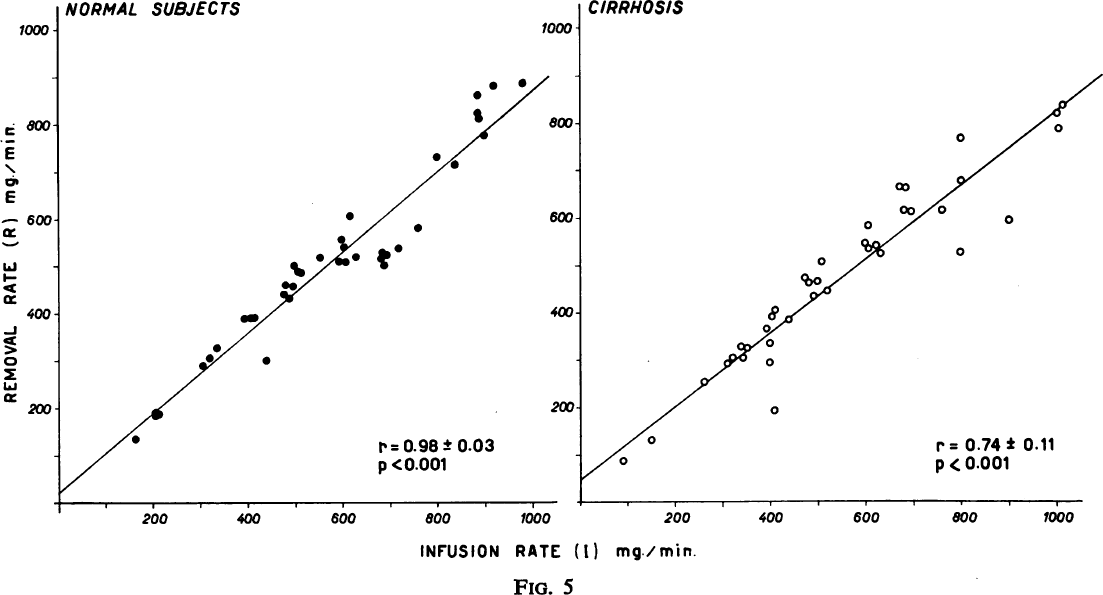 NORMAL SUBJECTS
1000
800
600
400
200
REMOVAL RATE (R) mg./min.
r = 0.98 ± 0.03
p < 0.001
200 400 600 800 1000
CIRRHOSIS
1000
800
600
400
200
r = 0.74 ± 0.11
p < 0.001
200 400 600 800 1000
INFUSION RATE (I) mg./min.
FIG. 5